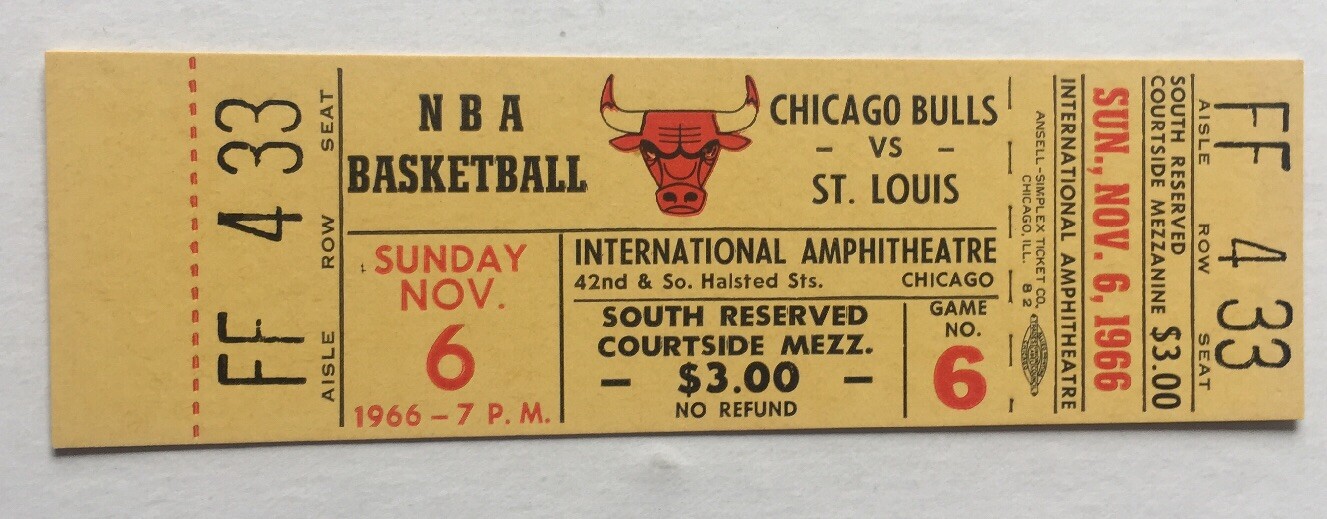 FF 4 33
AISLE ROW SEAT
NBA
BASKETBALL
CHICAGO BULLS
- VS -
ST. LOUIS
SUNDAY
NOV.
6
1966 - 7 P. M.
INTERNATIONAL AMPHITHEATRE
42nd & So. Halsted Sts. CHICAGO
SOUTH RESERVED
COURTSIDE MEZZ.
- $3.00 -
NO REFUND
GAME
NO.
6
FF 4 33
AISLE ROW SEAT
SOUTH RESERVED
COURTSIDE MEZZANINE $3.00
SUN., NOV. 6, 1966
INTERNATIONAL AMPHITHEATRE
ANSELL-SIMPLEX TICKET CO.
CHICAGO, ILL. 82